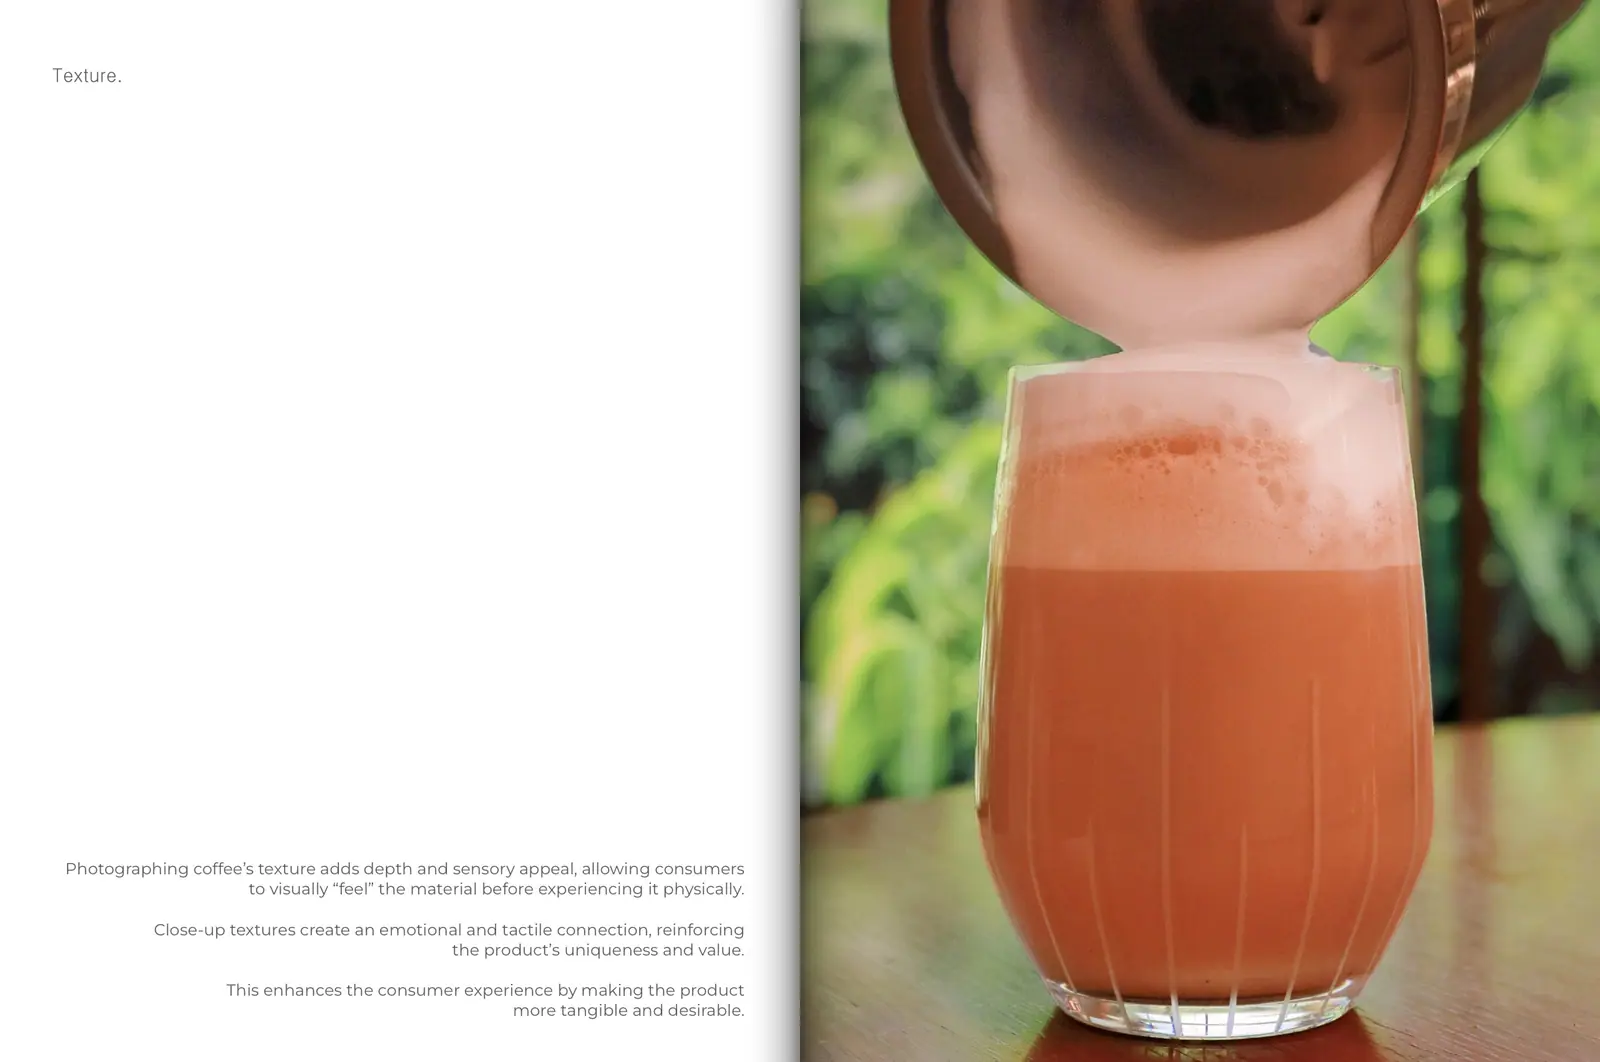 Texture.
Photographing coffee’s texture adds depth and sensory appeal, allowing consumers
to visually “feel” the material before experiencing it physically.
Close-up textures create an emotional and tactile connection, reinforcing
the product’s uniqueness and value.
This enhances the consumer experience by making the product
more tangible and desirable.